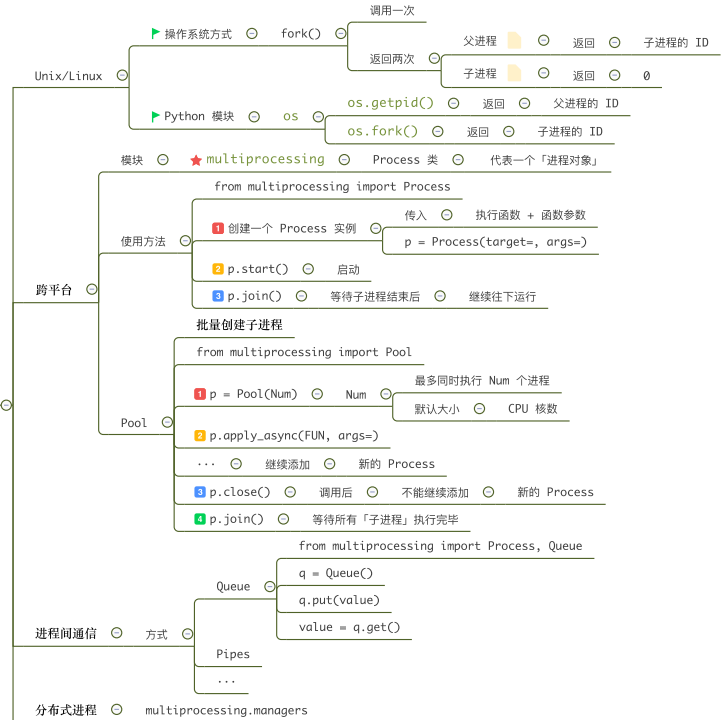 调用一次
操作系统方式 fork()
返回两次
父进程 返回 子进程的 ID
Unix/Linux
子进程 返回 0
os.getpid() 返回 父进程的 ID
Python 模块 os
os.fork() 返回 子进程的 ID
模块 multiprocessing Process 类 代表一个「进程对象」
from multiprocessing import Process
传入 执行函数 + 函数参数
1 创建一个 Process 实例
使用方法
p = Process(target=, args=)
2 p.start() 启动
跨平台
3 p.join() 等待子进程结束后 继续往下运行
批量创建子进程
from multiprocessing import Pool
最多同时执行 Num 个进程
1 p = Pool(Num) Num
默认大小 CPU 核数
Pool
2 p.apply_async(FUN, args=)
... 继续添加 新的 Process
3 p.close() 调用后 不能继续添加 新的 Process
4 p.join() 等待所有「子进程」执行完毕
from multiprocessing import Process, Queue
q = Queue()
Queue
q.put(value)
value = q.get()
进程间通信 方式
Pipes
...
分布式进程 multiprocessing.managers